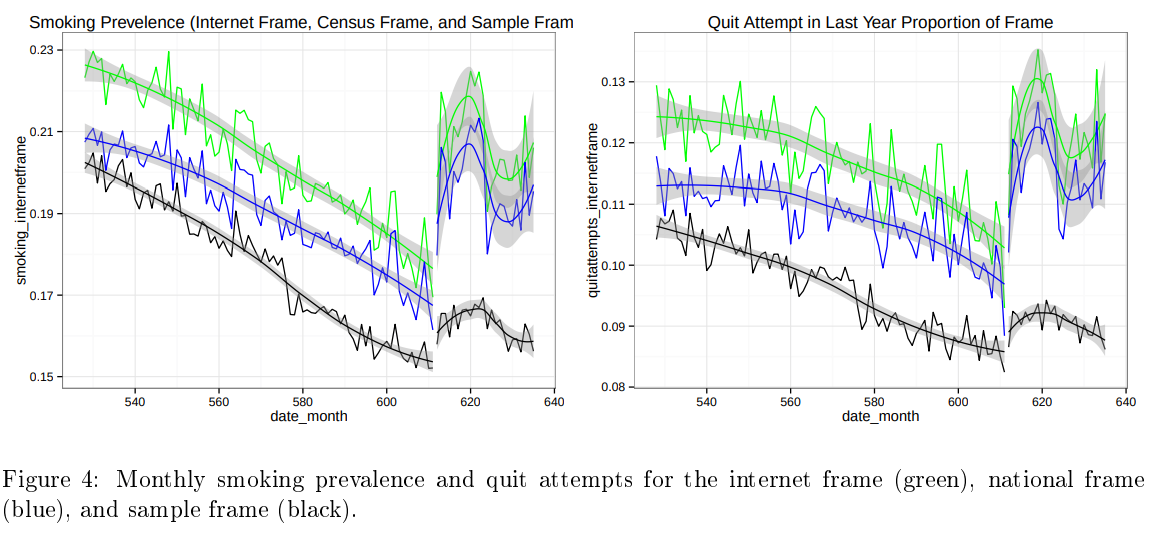 Smoking Prevelence (Internet Frame, Census Frame, and Sample Fram
Quit Attempt in Last Year Proportion of Frame
smoking_internetframe
0.23
0.21
0.19
0.17
0.15
540 560 580 600 620 640
date_month
quitattempts_internetframe
0.13
0.12
0.11
0.10
0.09
0.08
540 560 580 600 620 640
date_month
Figure 4: Monthly smoking prevalence and quit attempts for the internet frame (green), national frame
(blue), and sample frame (black).